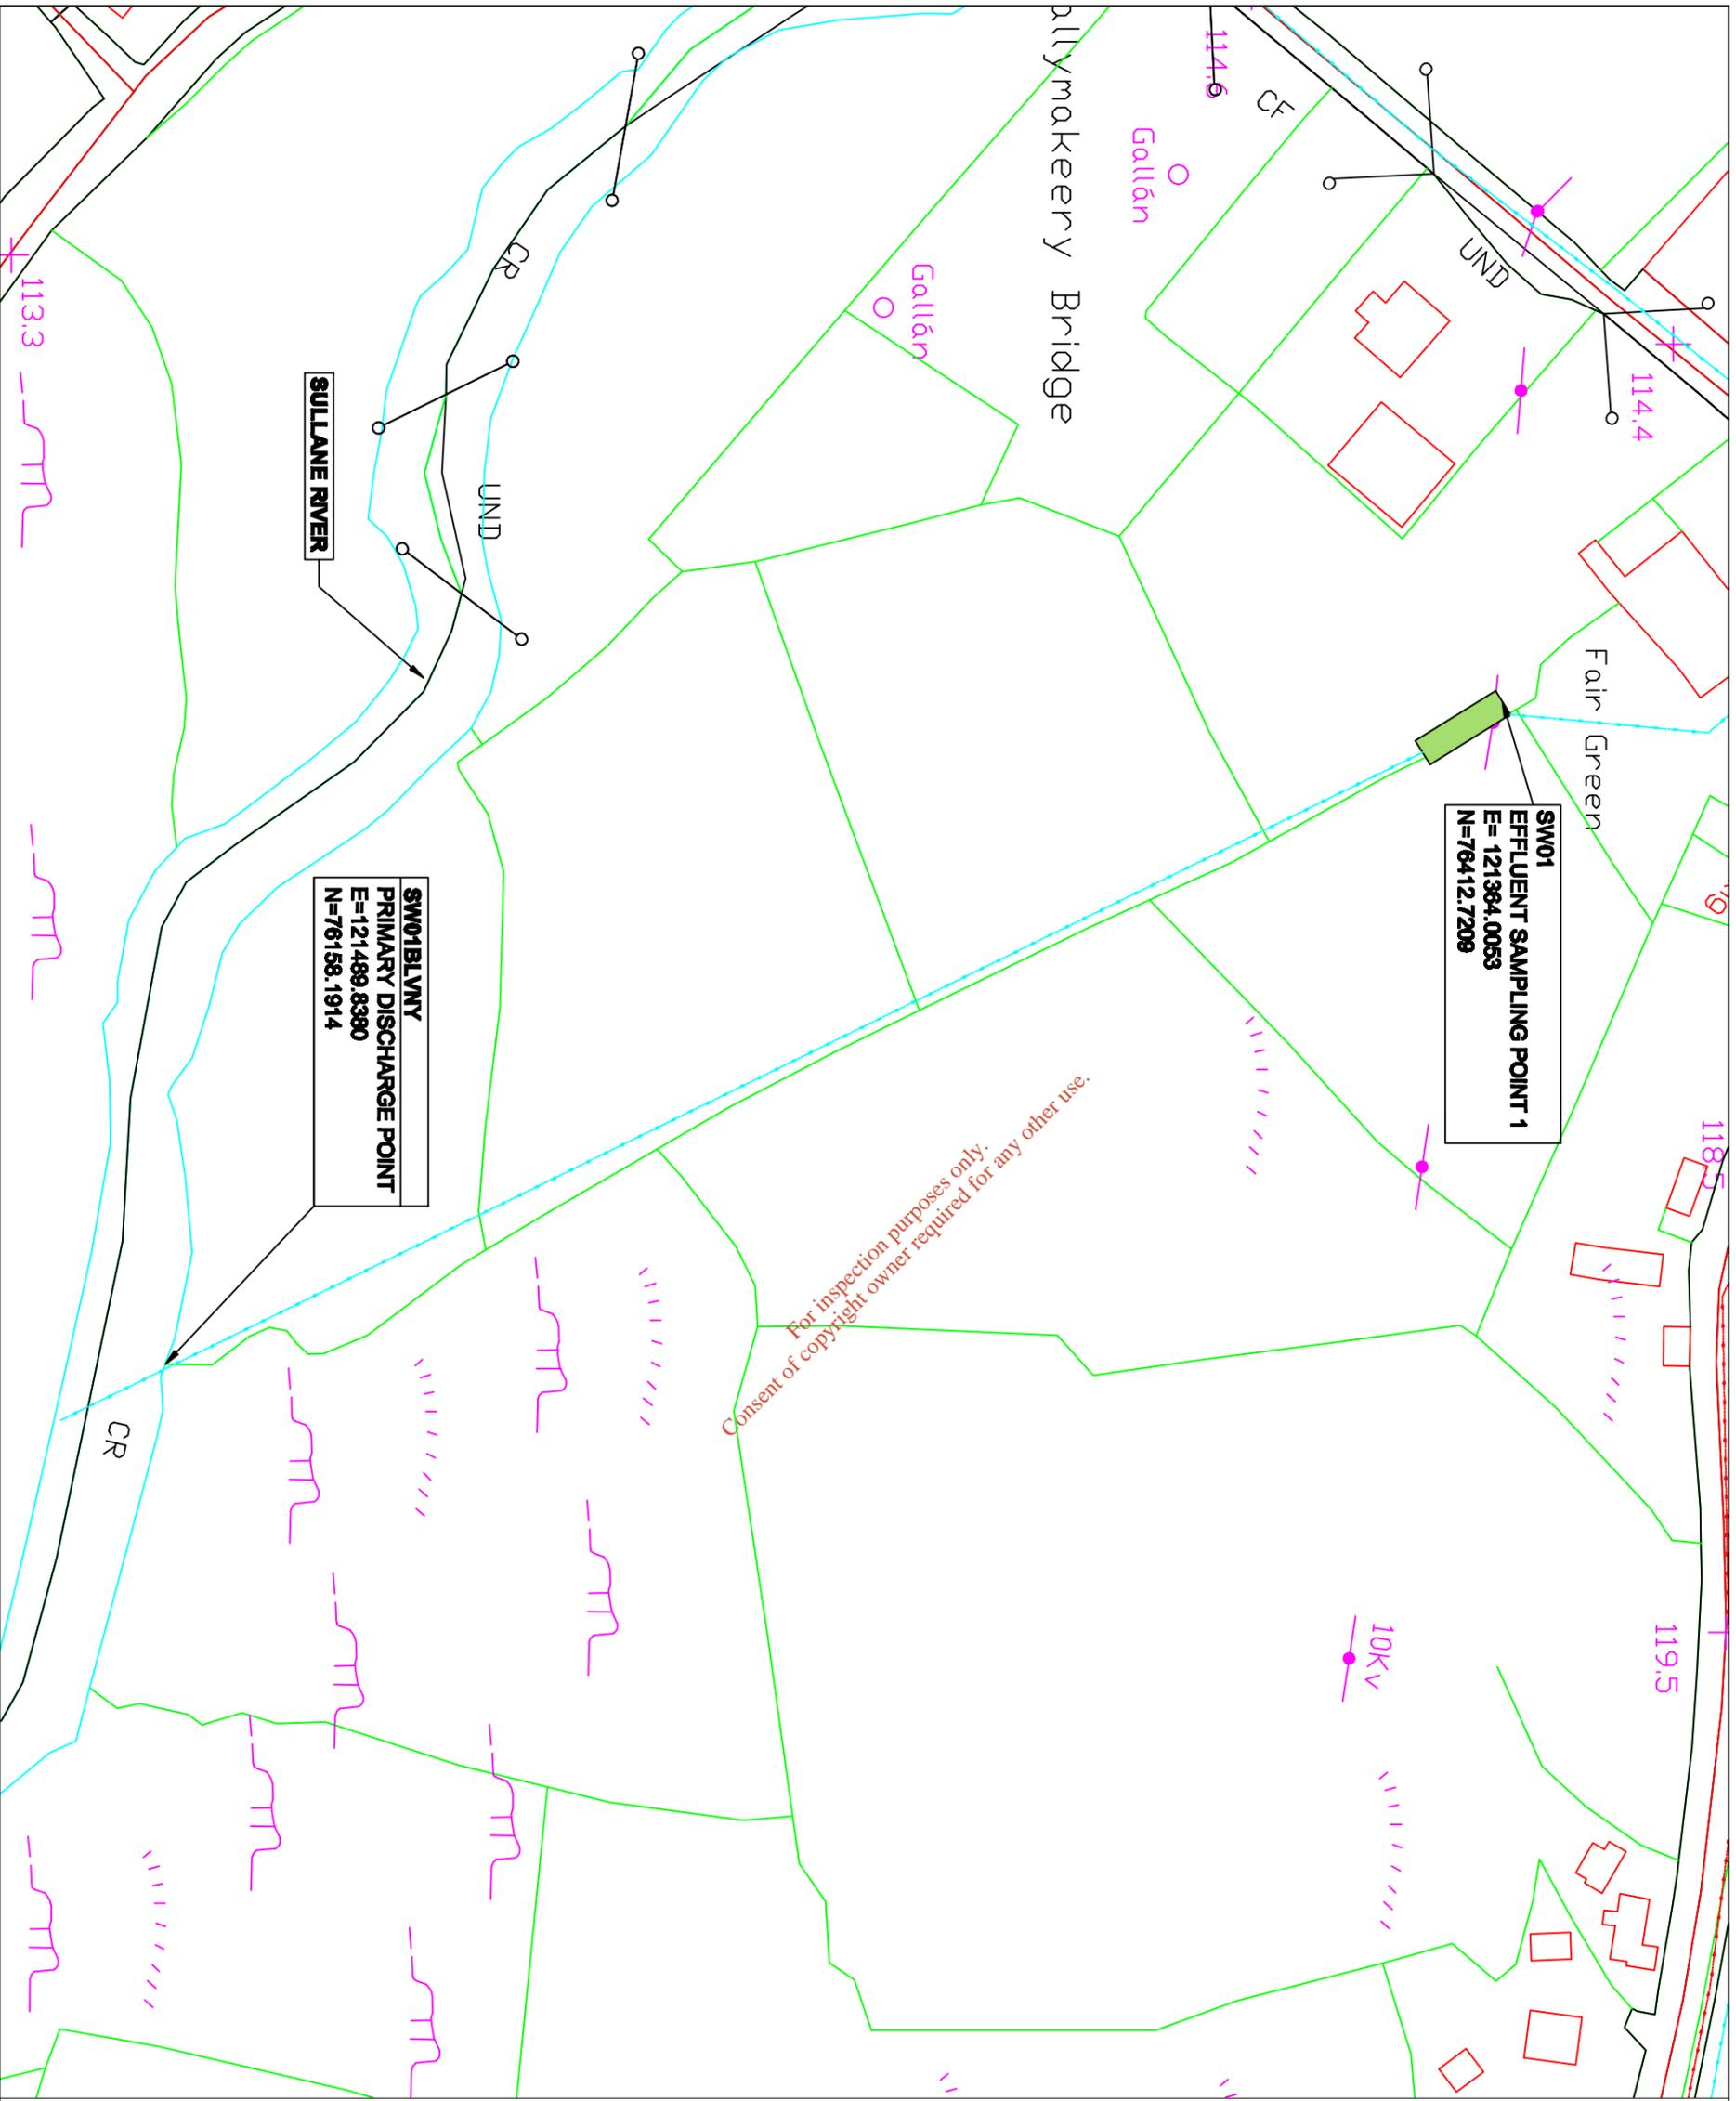 114.6
CF
Gallán
Gallán
allymakeery Bridge
UND
114.4
CR
UND
SULLANE RIVER
113.3
Fair Green
SW01
EFFLUENT SAMPLING POINT 1
E= 121364.0053
N=76412.7209
SW01BLVNY
PRIMARY DISCHARGE POINT
E=121489.8380
N=76158.1914
118.5
For inspection purposes only.
Consent of copyright owner required for any other use.
CR
119.5
10Kv